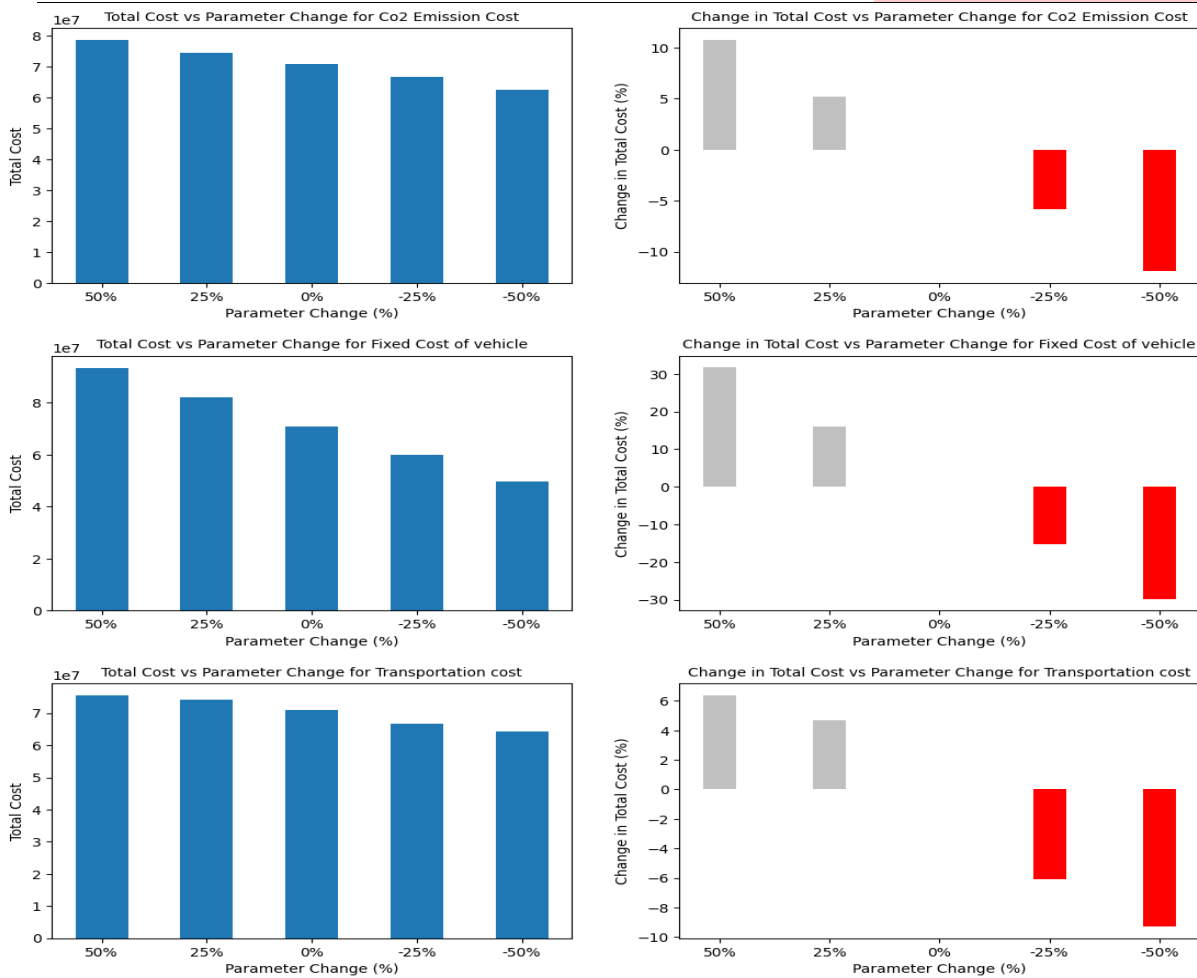 Total Cost vs Parameter Change for Co2 Emission Cost
1e7
Total Cost
8
7
6
5
4
3
2
1
0
50% 25% 0% -25% -50%
Parameter Change (%)
Change in Total Cost vs Parameter Change for Co2 Emission Cost
Change in Total Cost (%)
10
5
0
−5
−10
50% 25% 0% -25% -50%
Parameter Change (%)
Total Cost vs Parameter Change for Fixed Cost of vehicle
1e7
Total Cost
8
6
4
2
0
50% 25% 0% -25% -50%
Parameter Change (%)
Change in Total Cost vs Parameter Change for Fixed Cost of vehicle
Change in Total Cost (%)
30
20
10
0
−10
−20
−30
50% 25% 0% -25% -50%
Parameter Change (%)
Total Cost vs Parameter Change for Transportation cost
1e7
Total Cost
7
6
5
4
3
2
1
0
50% 25% 0% -25% -50%
Parameter Change (%)
Change in Total Cost vs Parameter Change for Transportation cost
Change in Total Cost (%)
6
4
2
0
−2
−4
−6
−8
−10
50% 25% 0% -25% -50%
Parameter Change (%)